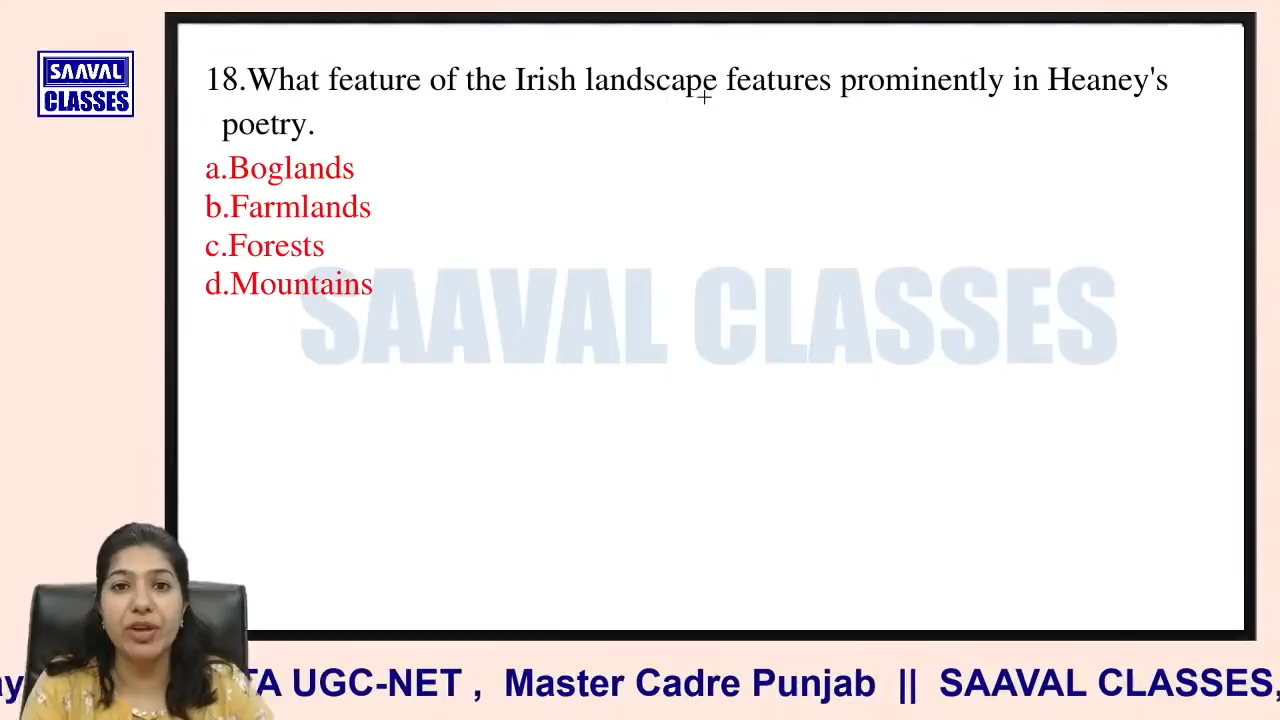 SAAVAL
CLASSES
18.What feature of the Irish landscape features prominently in Heaney's
poetry.
a.Boglands
b.Farmlands
c.Forests
d.Mountains
SAAVAL CLASSES
TA UGC-NET , Master Cadre Punjab || SAAVAL CLASSES,